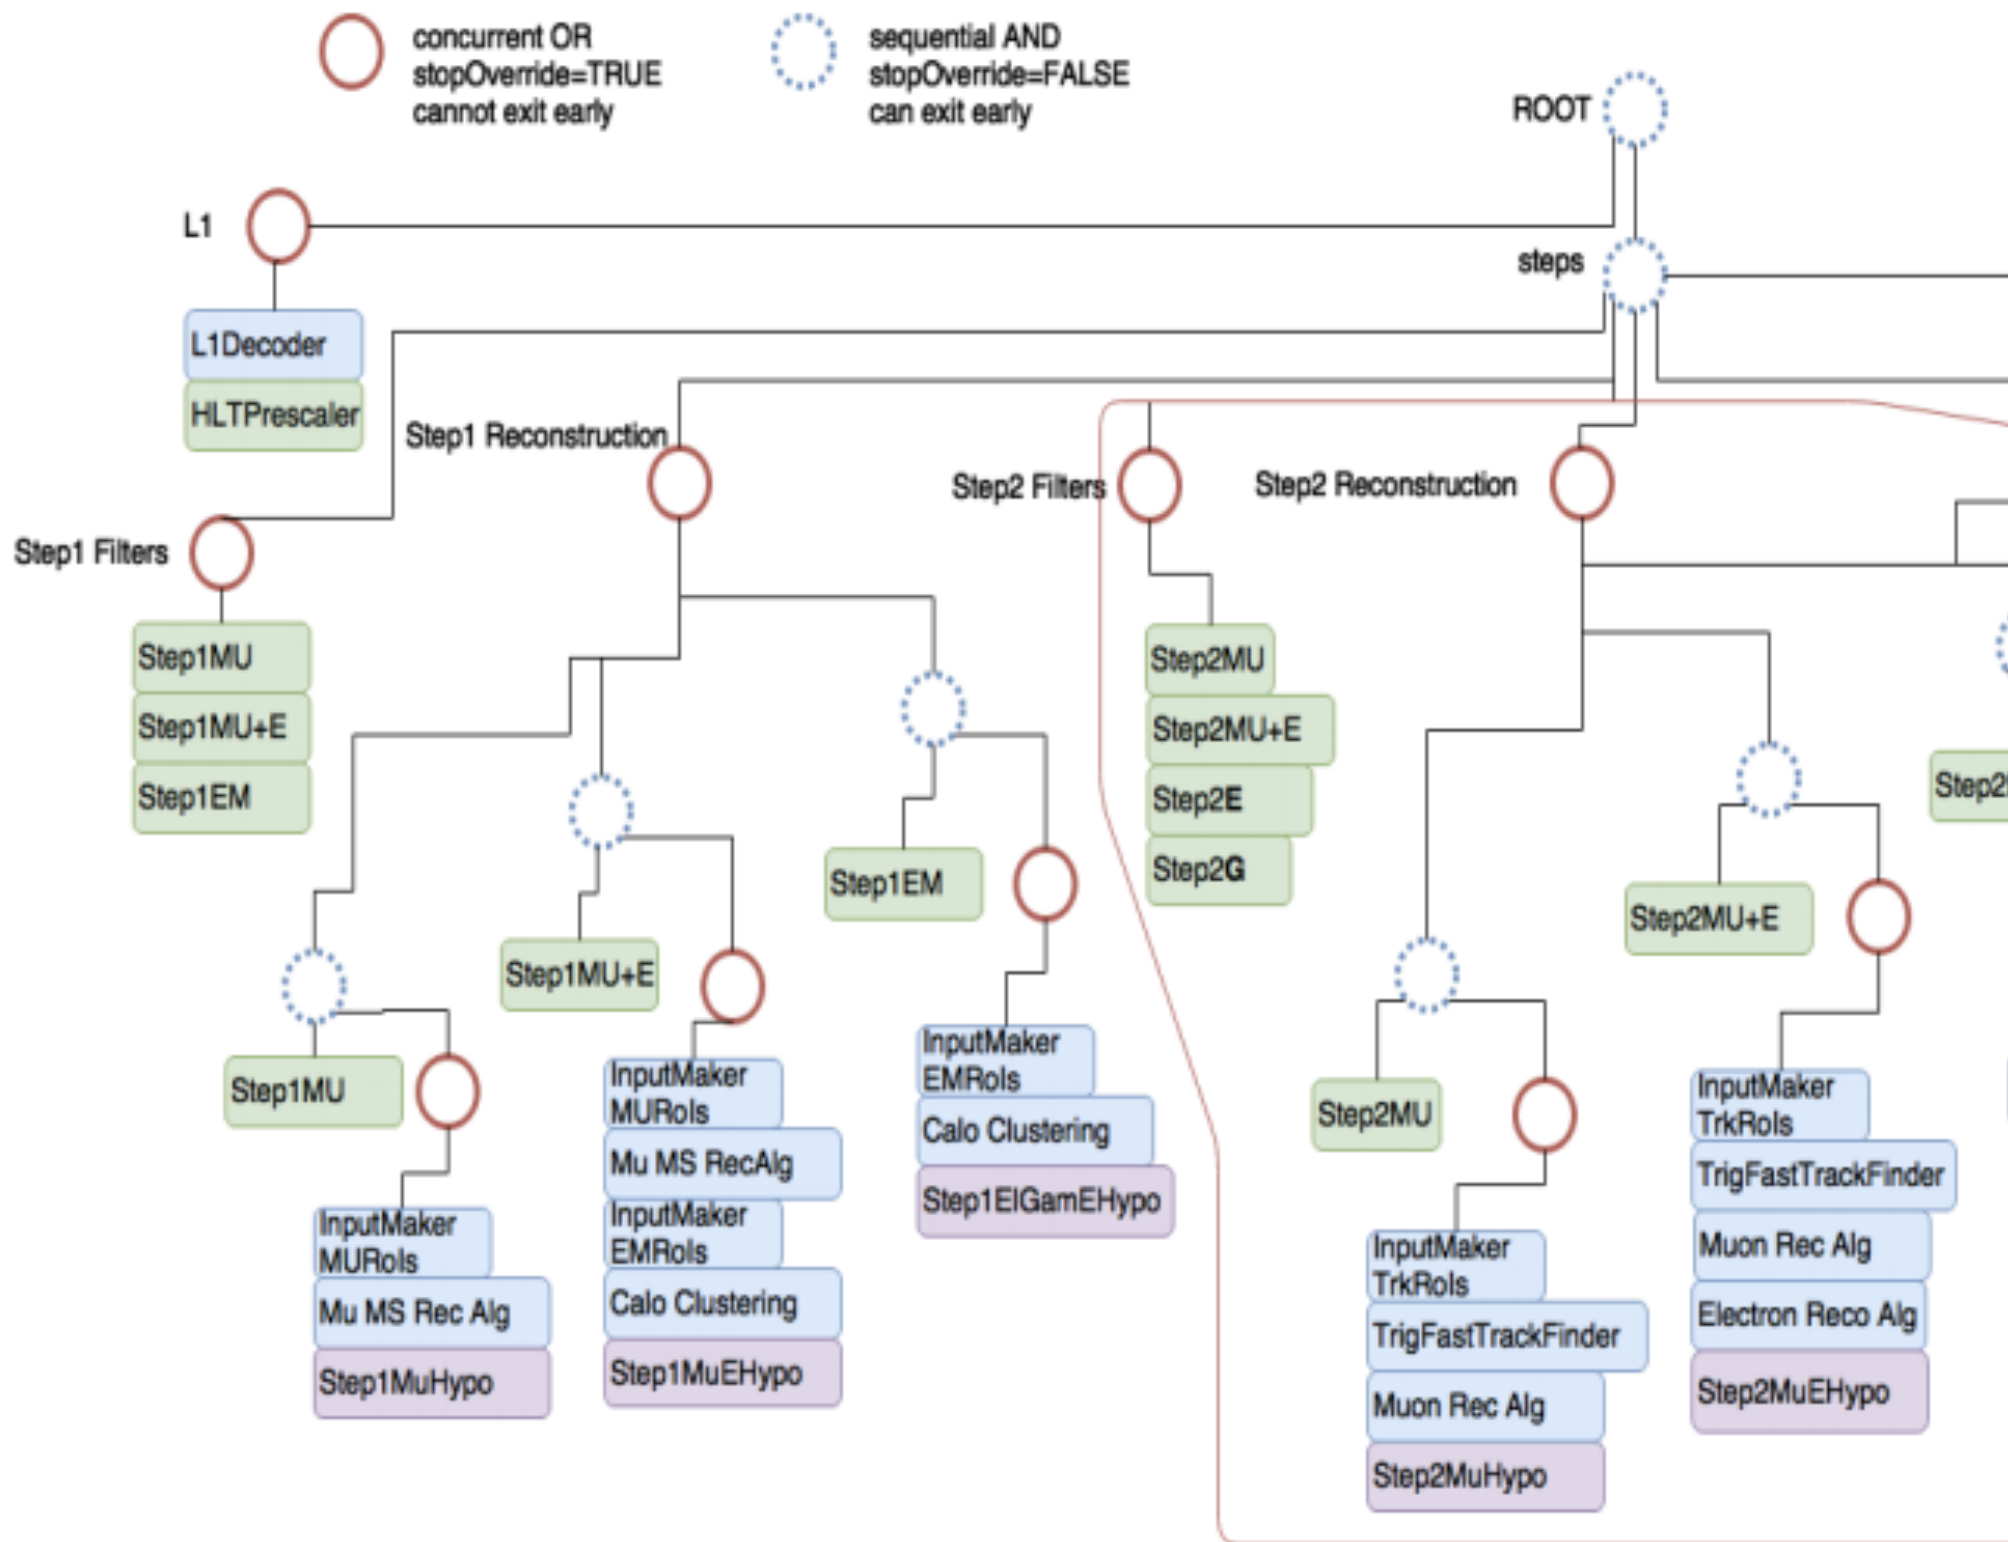 concurrent OR
stopOverride=TRUE
cannot exit early
sequential AND
stopOverride=FALSE
can exit early
ROOT
L1
steps
L1Decoder
HLTPrescaler
Step1 Reconstruction
Step2 Filters
Step2 Reconstruction
Step1 Filters
Step1MU
Step1MU+E
Step1EM
Step2MU
Step2MU+E
Step2E
Step2G
Step1EM
Step2MU+E
Step1MU+E
Step1MU
Step2MU
InputMaker
EMRoIs
Calo Clustering
Step1ElGamEHypo
InputMaker
MURoIs
Mu MS RecAlg
InputMaker
EMRoIs
Calo Clustering
Step1MuEHypo
InputMaker
MURoIs
Mu MS Rec Alg
Step1MuHypo
InputMaker
TrkRoIs
TrigFastTrackFinder
Muon Rec Alg
Step2MuHypo
InputMaker
TrkRoIs
TrigFastTrackFinder
Muon Rec Alg
Electron Reco Alg
Step2MuEHypo